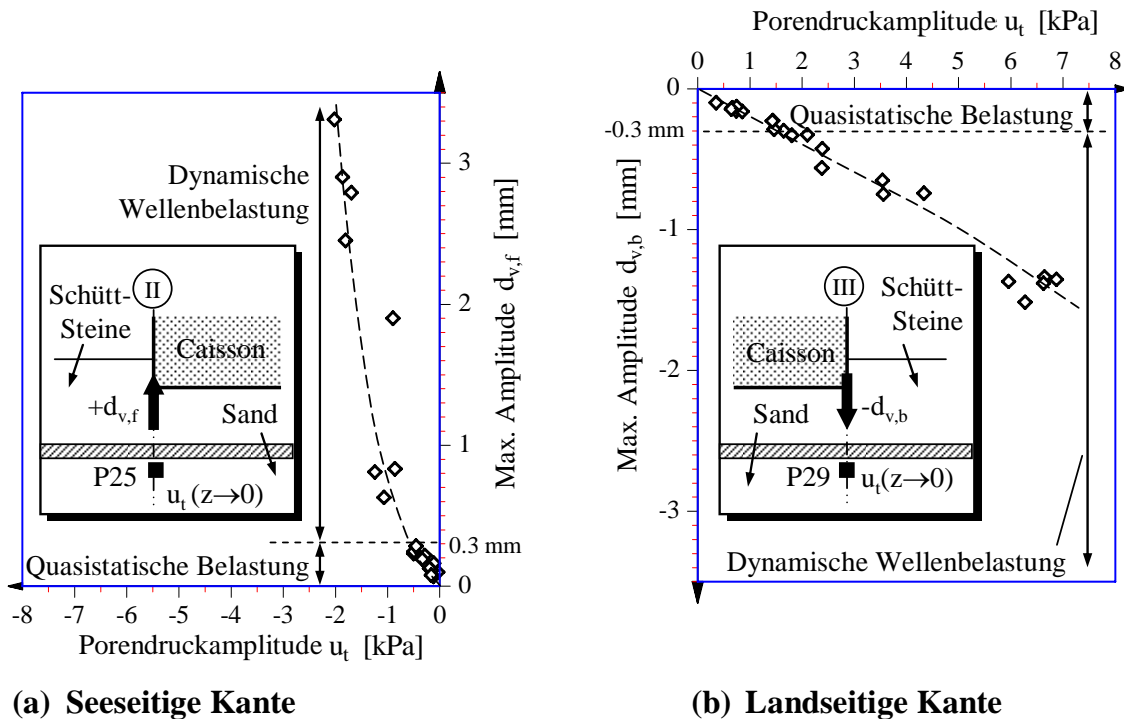 3
2
1
0
Max. Amplitude d_v,f [mm]
0.3 mm
Dynamische
Wellenbelastung
Schütt-
Steine
II
Caisson
+d_v,f
Sand
P25
u_t (z→0)
Quasistatische Belastung
-8 -7 -6 -5 -4 -3 -2 -1 0
Porendruckamplitude u_t [kPa]
(a) Seeseitige Kante
Porendruckamplitude u_t [kPa]
0 1 2 3 4 5 6 7 8
0
-0.3 mm
-1
-2
-3
Max. Amplitude d_v,b [mm]
Quasistatische Belastung
III
Schütt-
Steine
Caisson
Sand
-d_v,b
P29
u_t(z→0)
Dynamische Wellenbelastung
(b) Landseitige Kante